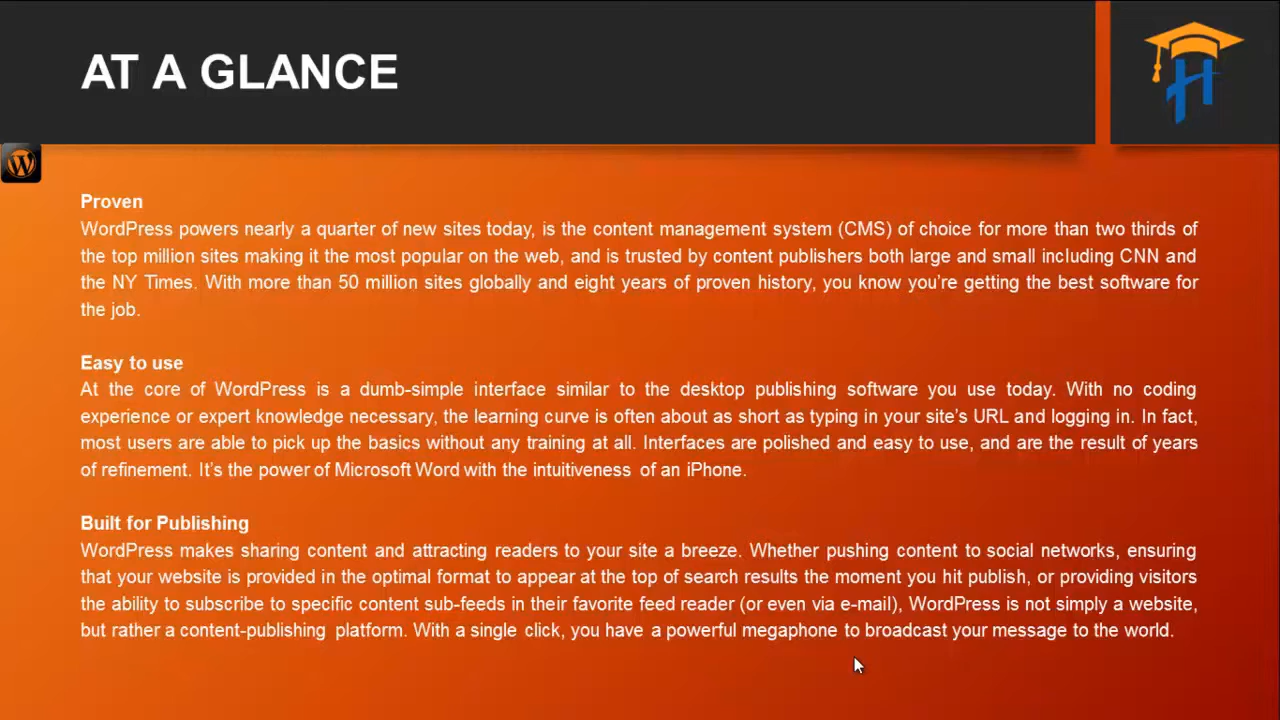 AT A GLANCE
Proven
WordPress powers nearly a quarter of new sites today, is the content management system (CMS) of choice for more than two thirds of
the top million sites making it the most popular on the web, and is trusted by content publishers both large and small including CNN and
the NY Times. With more than 50 million sites globally and eight years of proven history, you know you’re getting the best software for
the job.
Easy to use
At the core of WordPress is a dumb-simple interface similar to the desktop publishing software you use today. With no coding
experience or expert knowledge necessary, the learning curve is often about as short as typing in your site’s URL and logging in. In fact,
most users are able to pick up the basics without any training at all. Interfaces are polished and easy to use, and are the result of years
of refinement. It’s the power of Microsoft Word with the intuitiveness of an iPhone.
Built for Publishing
WordPress makes sharing content and attracting readers to your site a breeze. Whether pushing content to social networks, ensuring
that your website is provided in the optimal format to appear at the top of search results the moment you hit publish, or providing visitors
the ability to subscribe to specific content sub-feeds in their favorite feed reader (or even via e-mail), WordPress is not simply a website,
but rather a content-publishing platform. With a single click, you have a powerful megaphone to broadcast your message to the world.